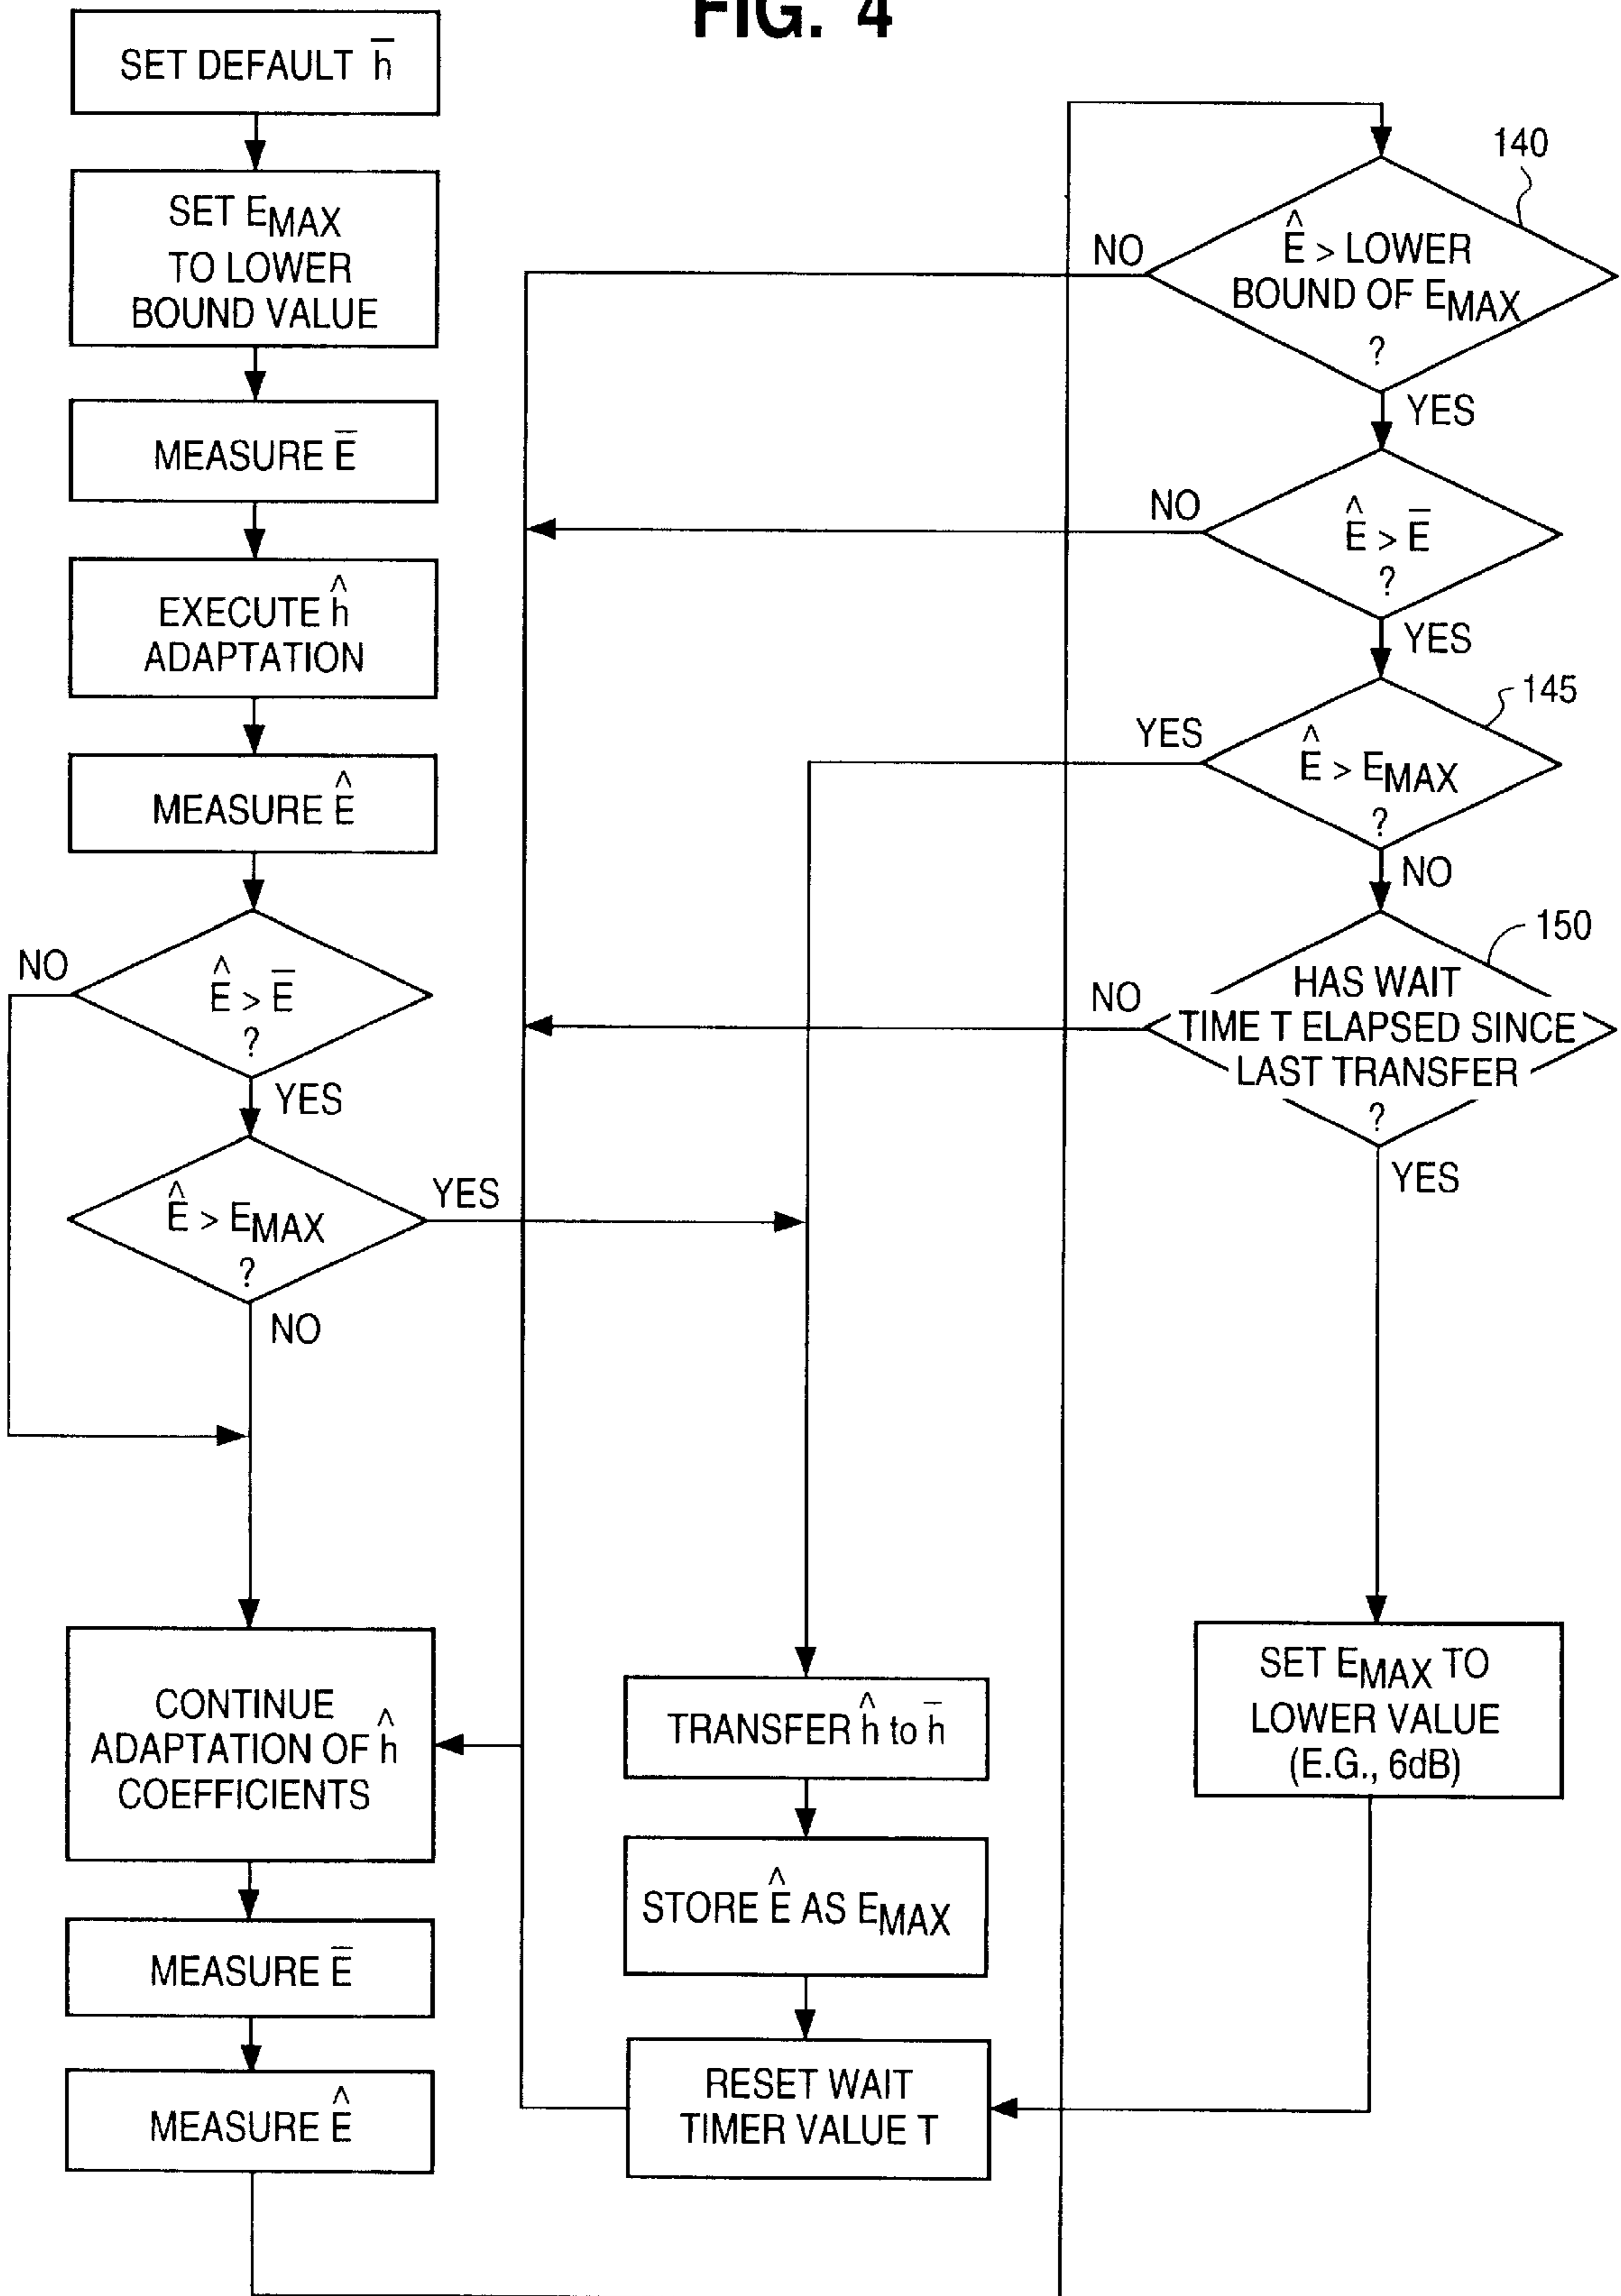 FIG. 4
SET DEFAULT h̅
SET EMAX
TO LOWER
BOUND VALUE
MEASURE E̅
EXECUTE ĥ
ADAPTATION
MEASURE Ê
Ê > E̅
?
NO
YES
Ê > EMAX
?
YES
NO
CONTINUE
ADAPTATION OF ĥ
COEFFICIENTS
MEASURE E̅
MEASURE Ê
TRANSFER ĥ to h̅
STORE Ê AS EMAX
RESET WAIT
TIMER VALUE T
140
Ê > LOWER
BOUND OF EMAX
?
NO
YES
Ê > E̅
?
NO
YES
145
Ê > EMAX
?
YES
NO
150
HAS WAIT
TIME T ELAPSED SINCE
LAST TRANSFER
?
NO
YES
SET EMAX TO
LOWER VALUE
(E.G., 6dB)